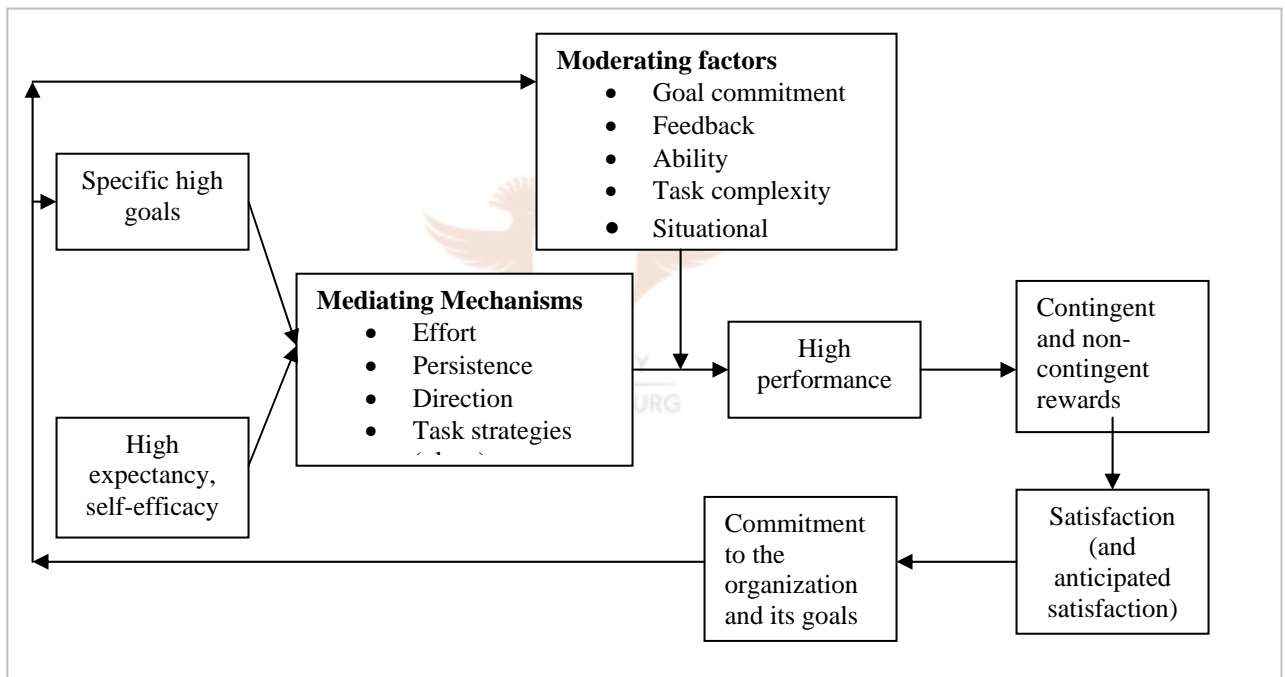 Moderating factors
• Goal commitment
• Feedback
• Ability
• Task complexity
• Situational
Specific high
goals
Mediating Mechanisms
• Effort
• Persistence
• Direction
• Task strategies
High
expectancy,
self-efficacy
High
performance
Contingent
and non-
contingent
rewards
Satisfaction
(and
anticipated
satisfaction)
Commitment
to the
organization
and its goals
URG